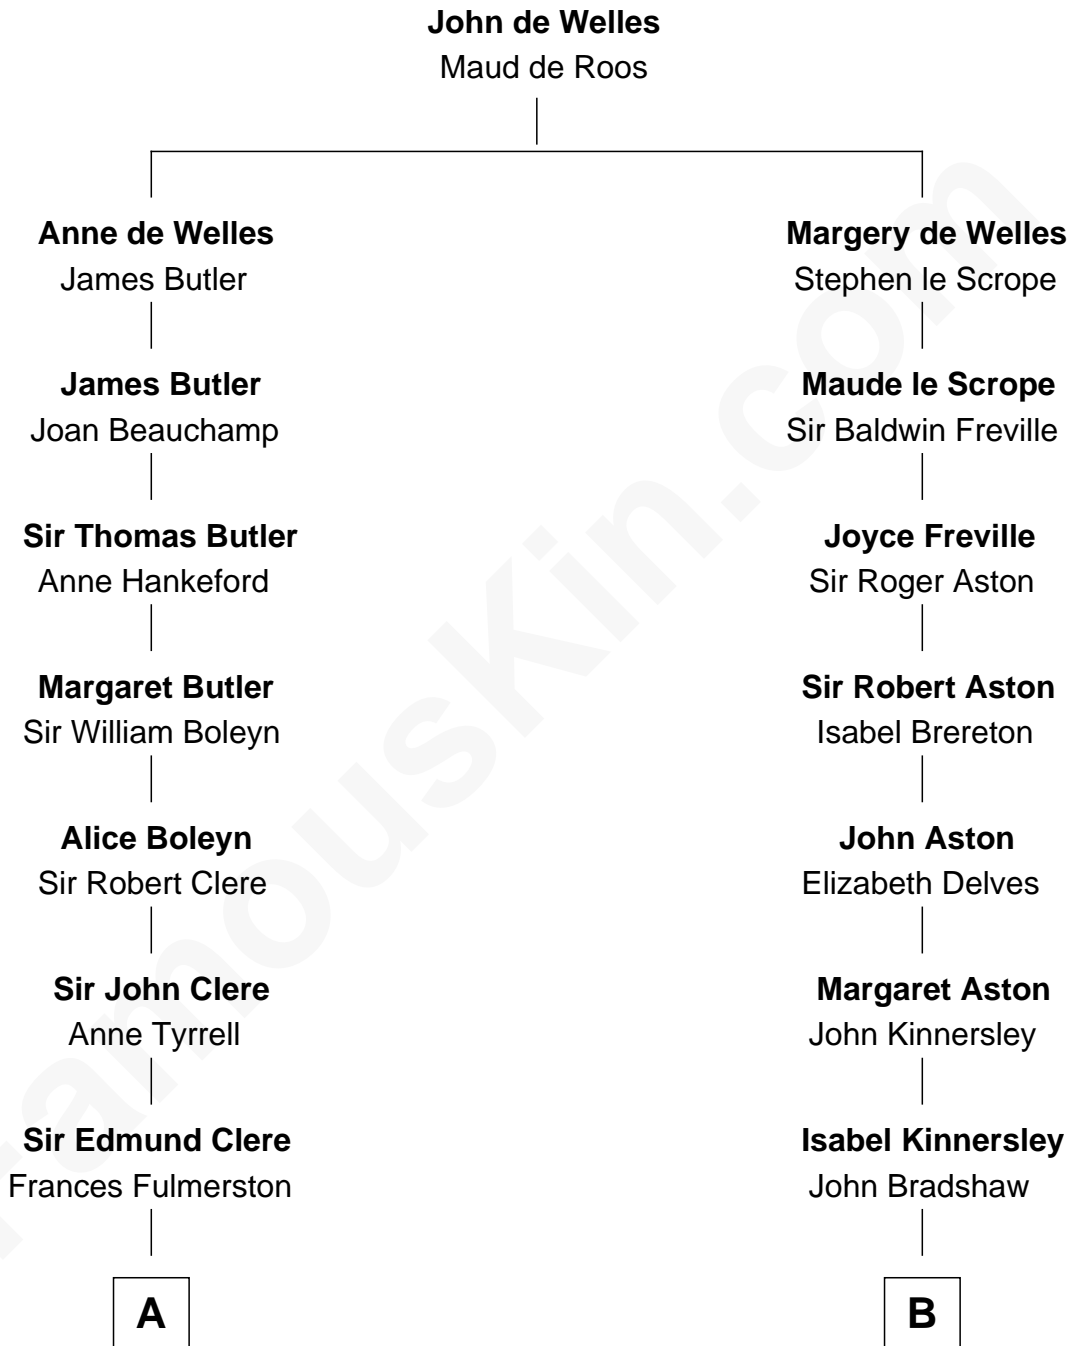 John de Welles
Maud de Roos
Anne de Welles
James Butler
Margery de Welles
Stephen le Scrope
James Butler
Joan Beauchamp
Maude le Scrope
Sir Baldwin Freville
Sir Thomas Butler
Anne Hankeford
Joyce Freville
Sir Roger Aston
Margaret Butler
Sir William Boleyn
Sir Robert Aston
Isabel Brereton
Alice Boleyn
Sir Robert Clere
John Aston
Elizabeth Delves
Sir John Clere
Anne Tyrrell
Margaret Aston
John Kinnersley
Sir Edmund Clere
Frances Fulmerston
Isabel Kinnersley
John Bradshaw
A
B
FamousKin.com